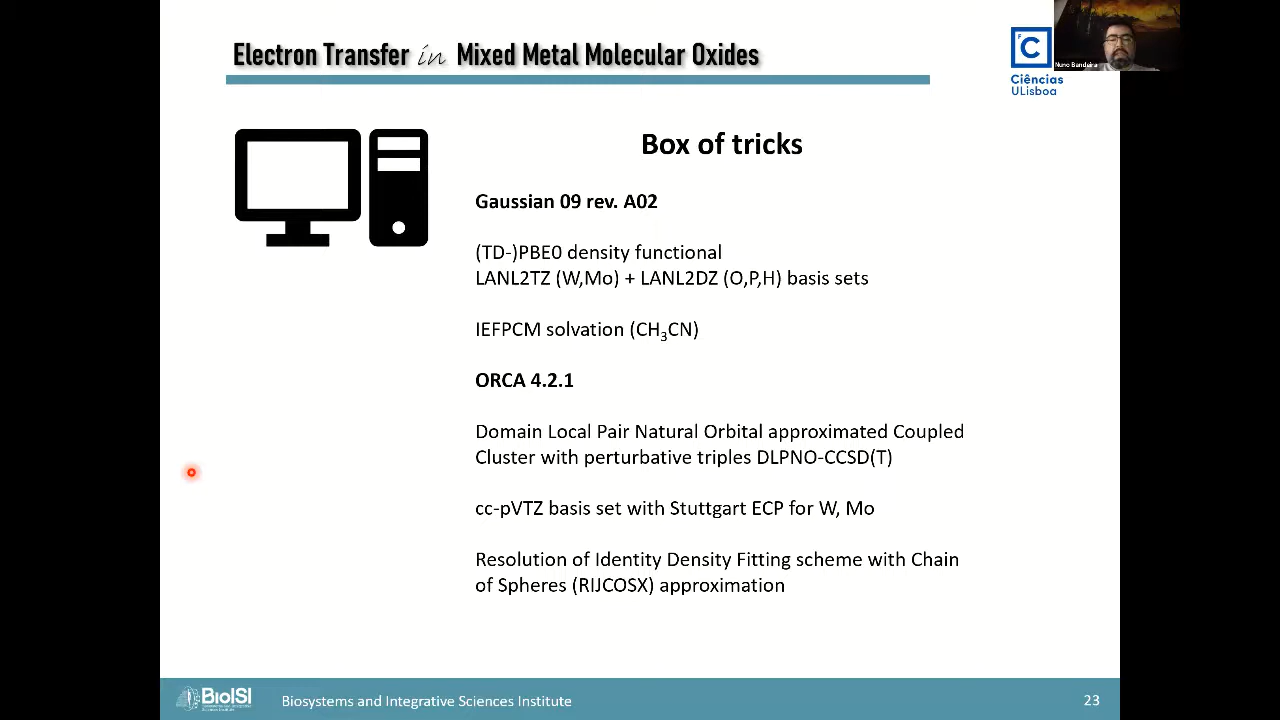 Electron Transfer in Mixed Metal Molecular Oxides
F
C
Ciências
ULisboa
Nuno Bandeira
Box of tricks
Gaussian 09 rev. A02
(TD-)PBE0 density functional
LANL2TZ (W,Mo) + LANL2DZ (O,P,H) basis sets
IEFPCM solvation (CH₃CN)
ORCA 4.2.1
Domain Local Pair Natural Orbital approximated Coupled
Cluster with perturbative triples DLPNO-CCSD(T)
cc-pVTZ basis set with Stuttgart ECP for W, Mo
Resolution of Identity Density Fitting scheme with Chain
of Spheres (RIJCOSX) approximation
BioISI
Biosystems and Integrative Sciences Institute
23